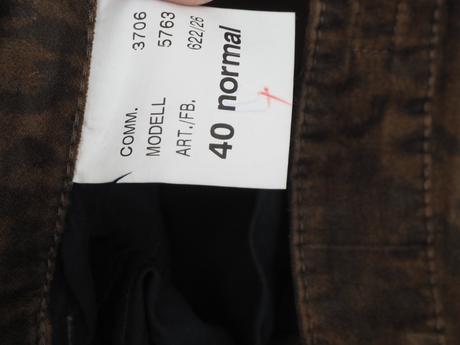 COMM. 3706
MODELL 5763
ART./FB. 622/26
40 normal